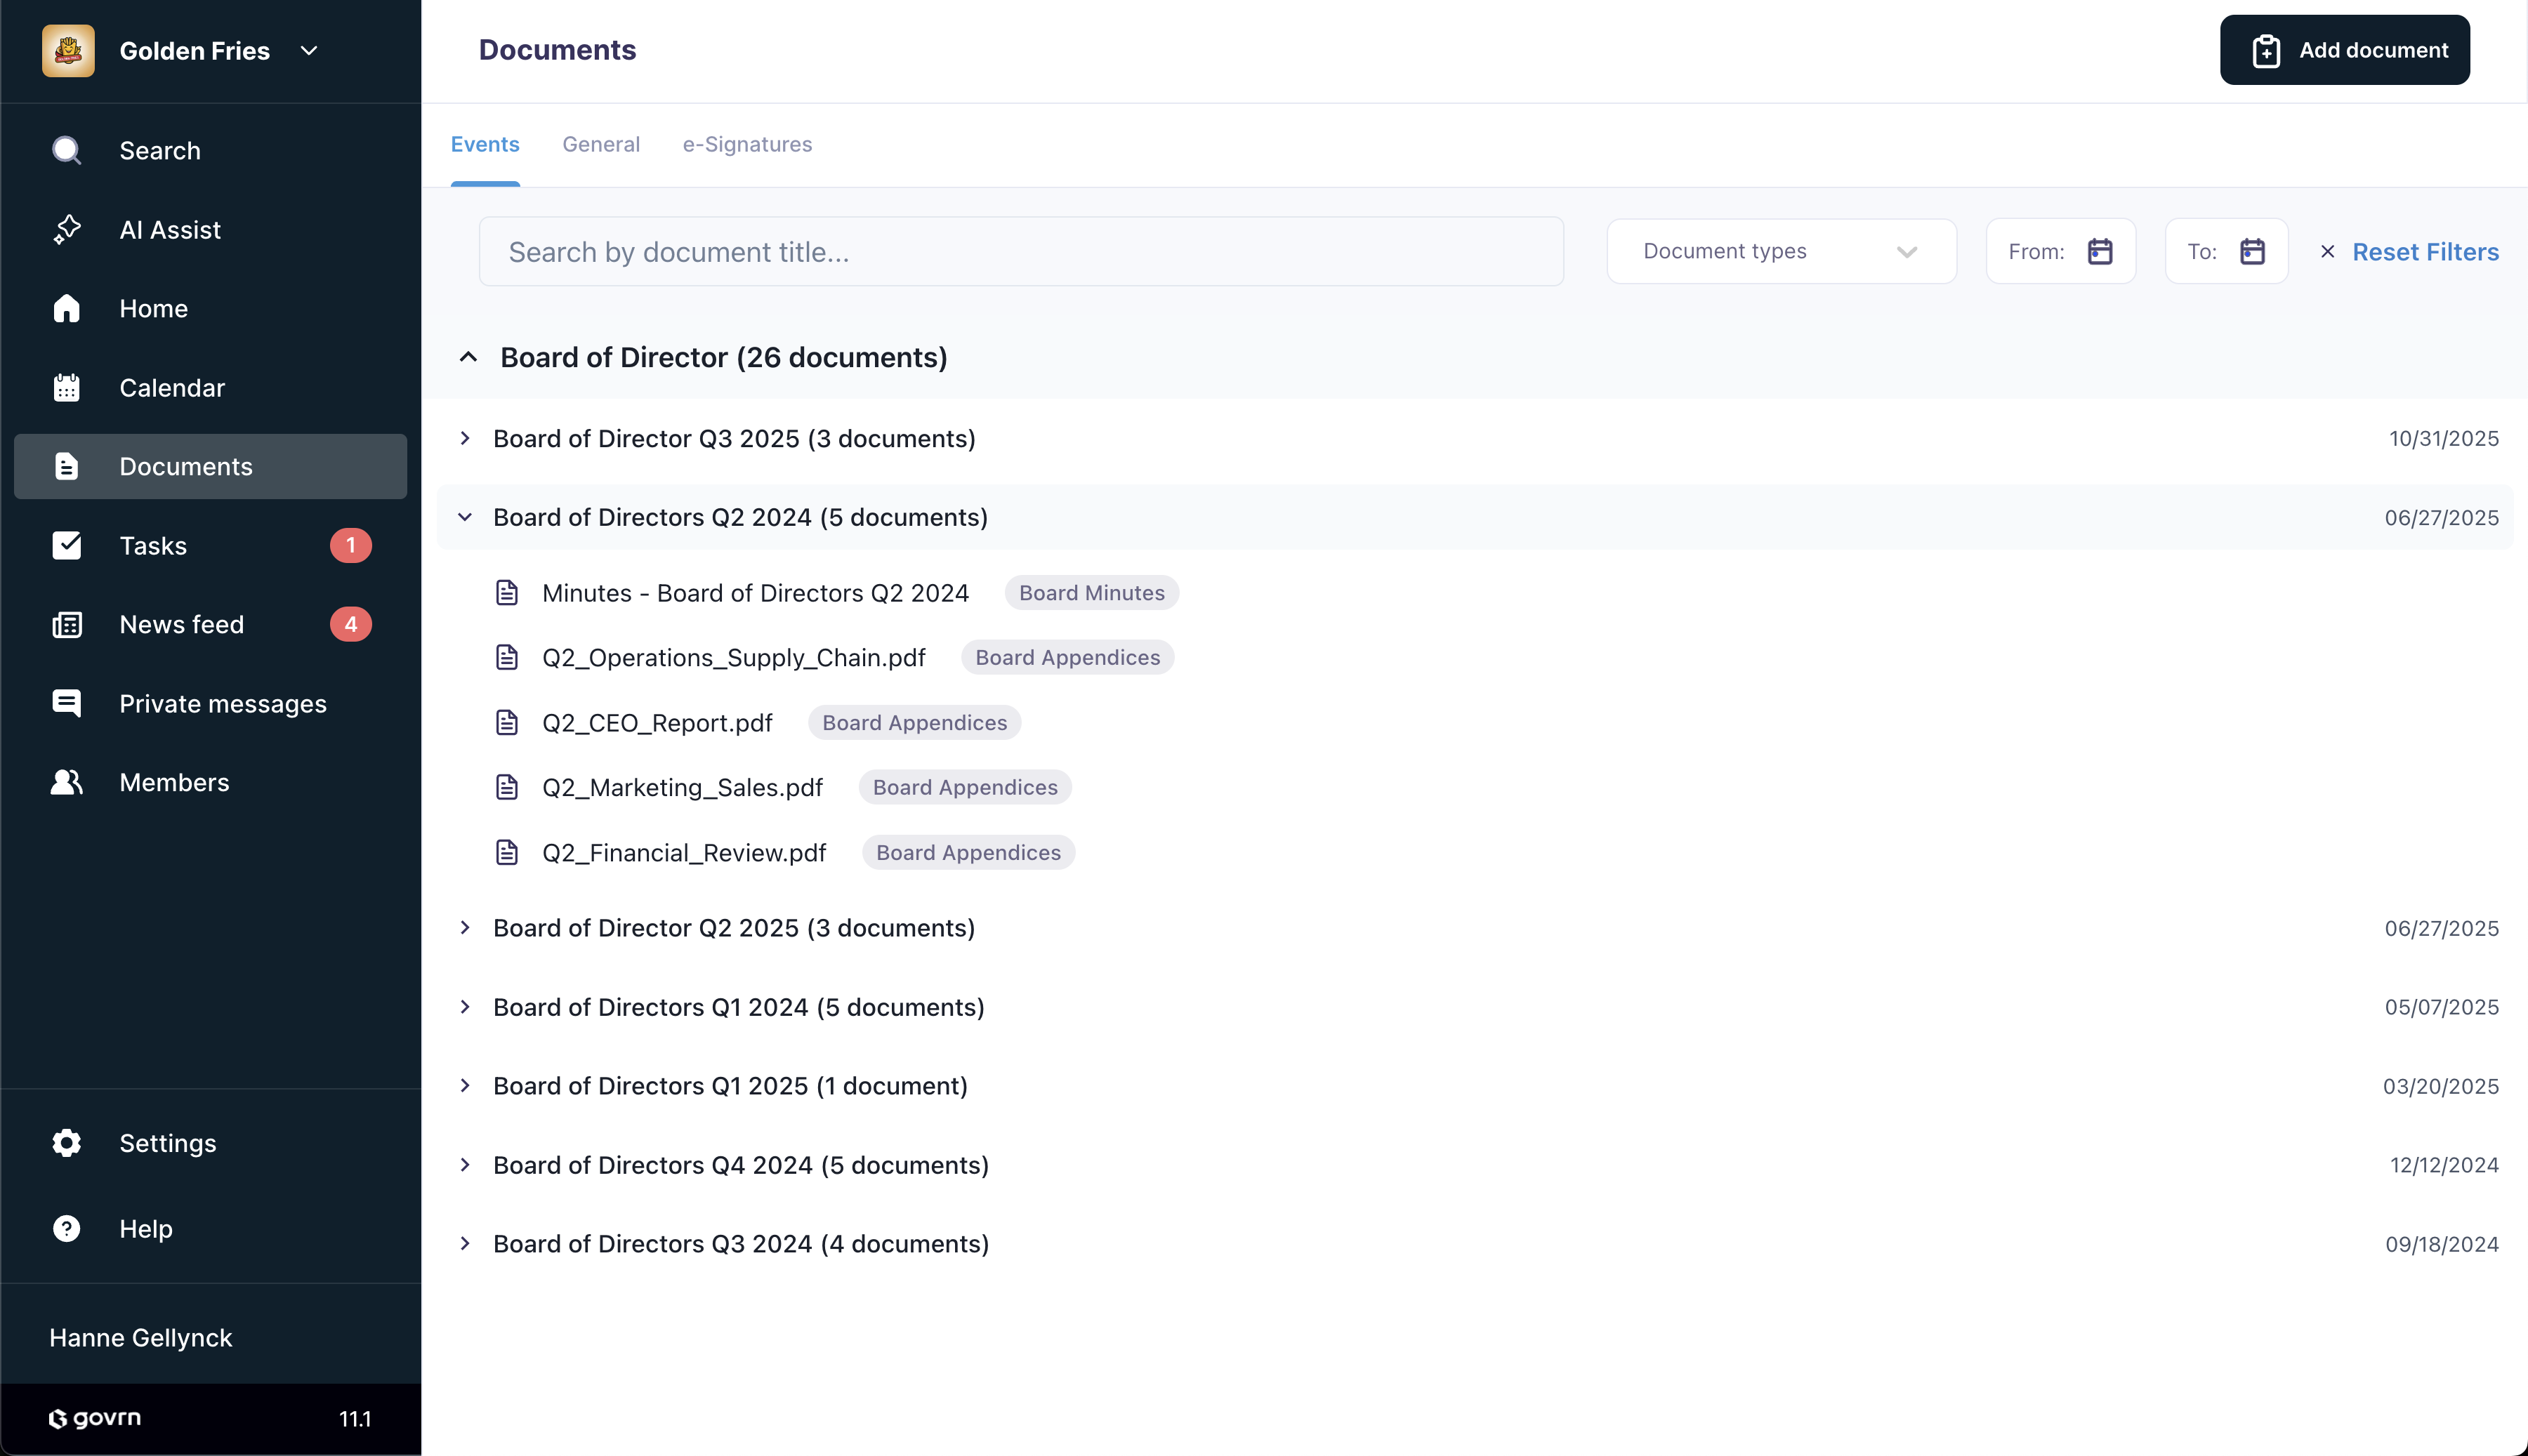 Golden Fries
Search
AI Assist
Home
Calendar
Documents
Tasks 1
News feed 4
Private messages
Members
Settings
Help
Hanne Gellynck
govrn 11.1
Documents
Add document
Events General e-Signatures
Search by document title...
Document types
From:
To:
Reset Filters
Board of Director (26 documents)
Board of Director Q3 2025 (3 documents) 10/31/2025
Board of Directors Q2 2024 (5 documents) 06/27/2025
Minutes - Board of Directors Q2 2024 Board Minutes
Q2_Operations_Supply_Chain.pdf Board Appendices
Q2_CEO_Report.pdf Board Appendices
Q2_Marketing_Sales.pdf Board Appendices
Q2_Financial_Review.pdf Board Appendices
Board of Director Q2 2025 (3 documents) 06/27/2025
Board of Directors Q1 2024 (5 documents) 05/07/2025
Board of Directors Q1 2025 (1 document) 03/20/2025
Board of Directors Q4 2024 (5 documents) 12/12/2024
Board of Directors Q3 2024 (4 documents) 09/18/2024